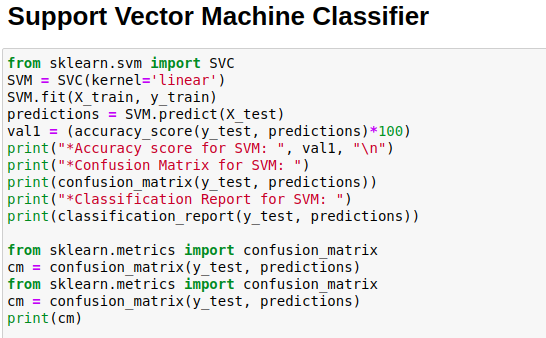 Support Vector Machine Classifier
from sklearn.svm import SVC
SVM = SVC(kernel='linear')
SVM.fit(X_train, y_train)
predictions = SVM.predict(X_test)
val1 = (accuracy_score(y_test, predictions)*100)
print("*Accuracy score for SVM: ", val1, "\n")
print("*Confusion Matrix for SVM: ")
print(confusion_matrix(y_test, predictions))
print("*Classification Report for SVM: ")
print(classification_report(y_test, predictions))
from sklearn.metrics import confusion_matrix
cm = confusion_matrix(y_test, predictions)
from sklearn.metrics import confusion_matrix
cm = confusion_matrix(y_test, predictions)
print(cm)